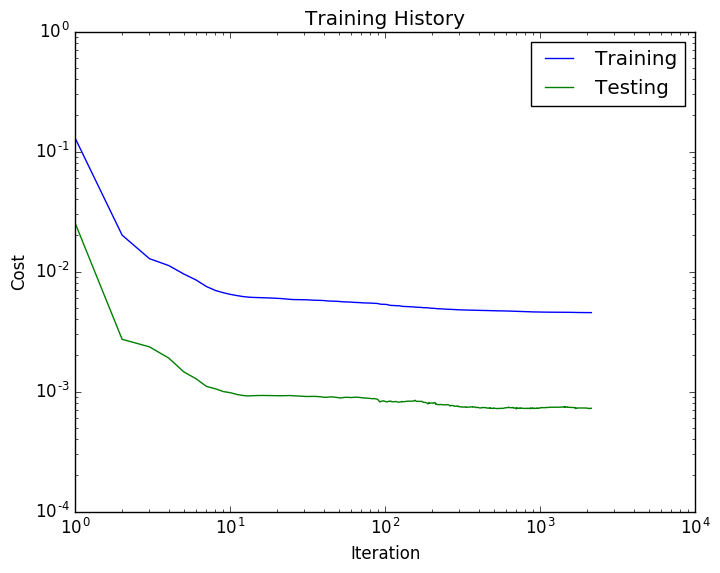 Training History
10^0
10^-1
10^-2
10^-3
10^-4
Cost
Training
Testing
10^0 10^1 10^2 10^3 10^4
Iteration